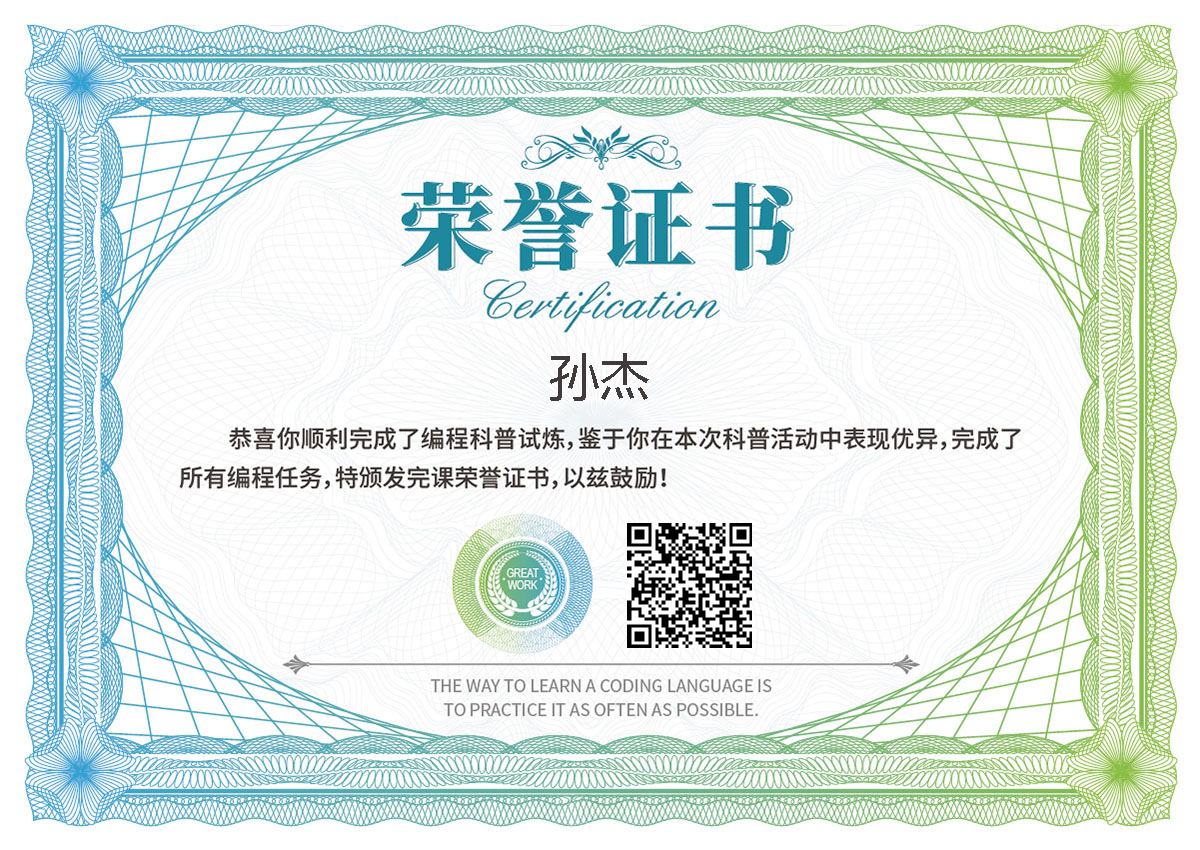 荣誉证书
Certification
孙杰
恭喜你顺利完成了编程科普试炼，鉴于你在本次科普活动中表现优异，完成了
所有编程任务，特颁发完课荣誉证书，以兹鼓励！
GREAT
WORK
THE WAY TO LEARN A CODING LANGUAGE IS
TO PRACTICE IT AS OFTEN AS POSSIBLE.